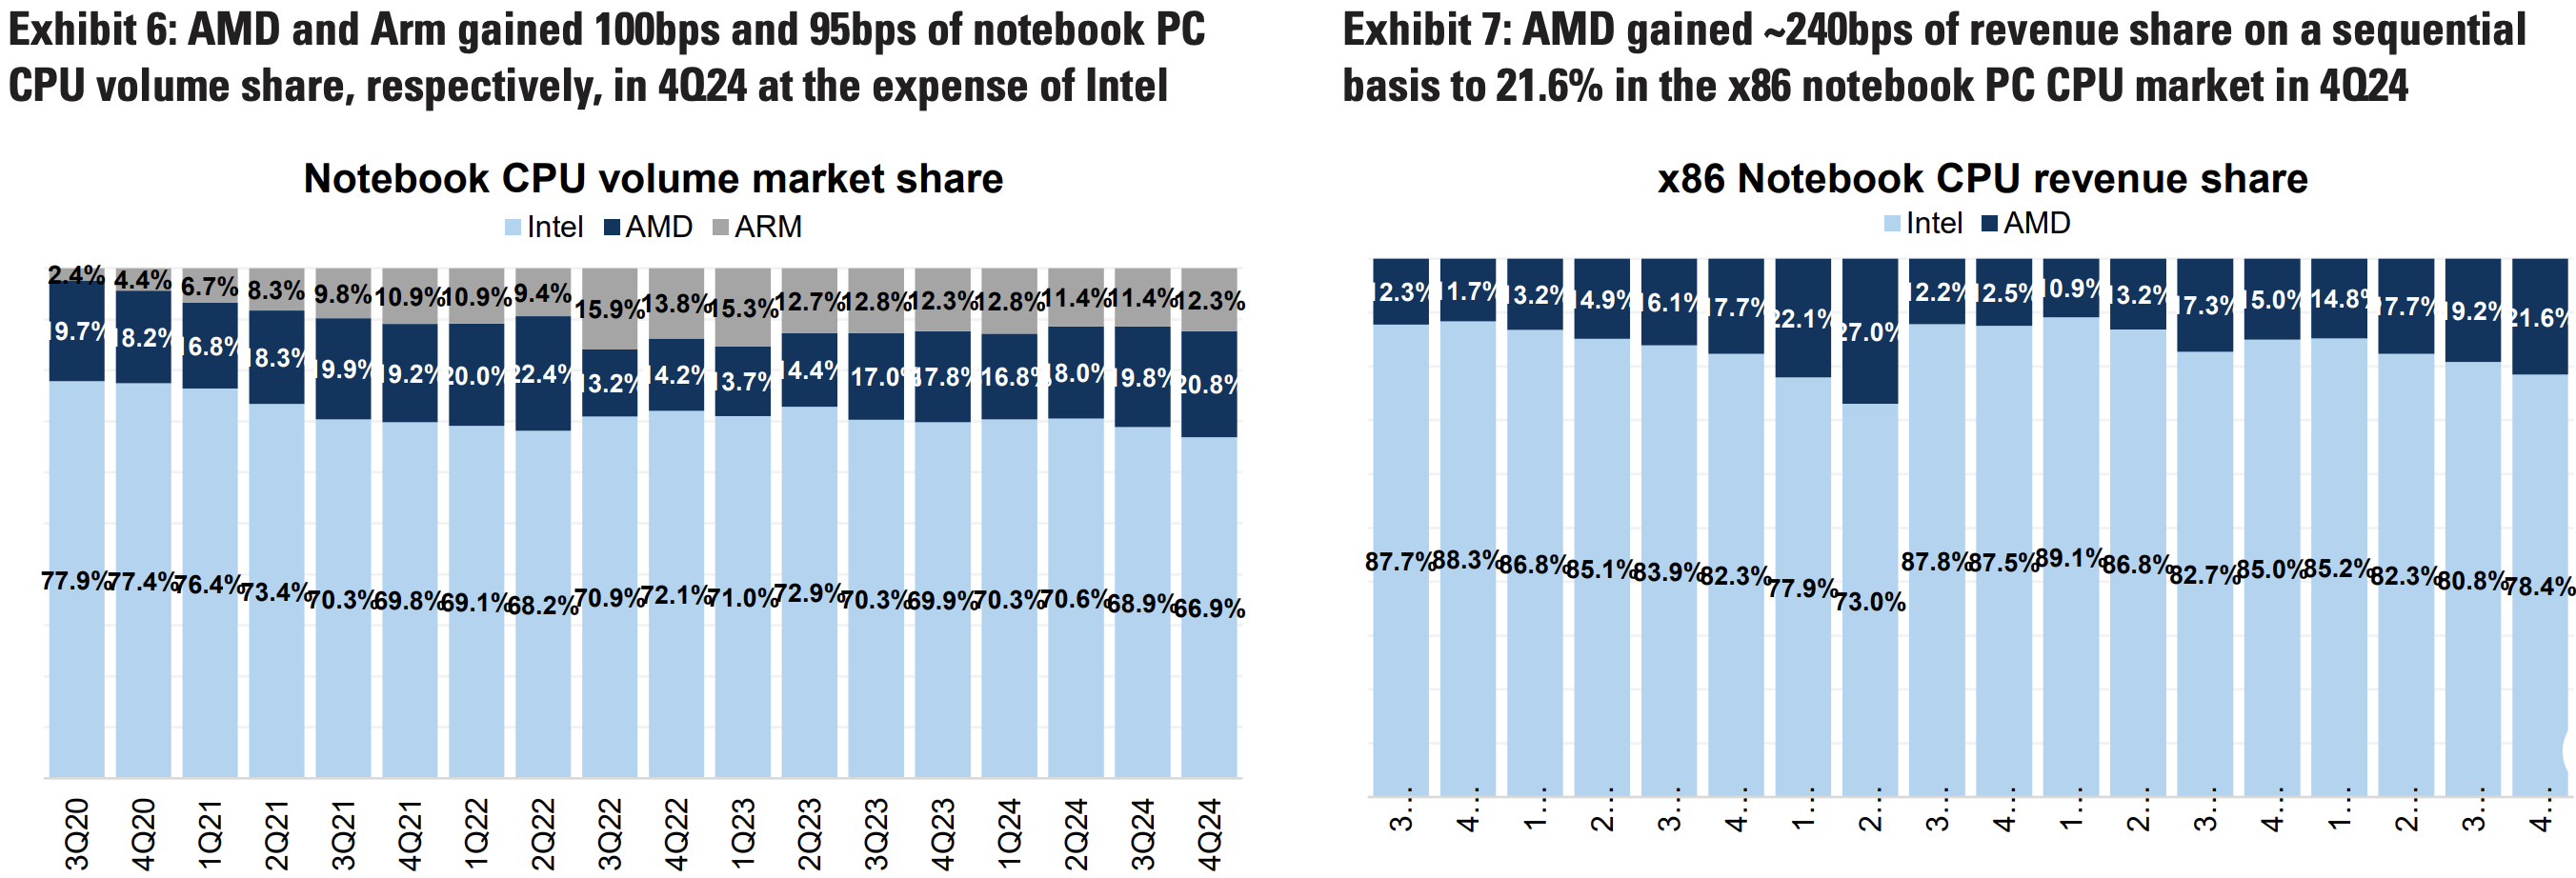 Exhibit 6: AMD and Arm gained 100bps and 95bps of notebook PC
CPU volume share, respectively, in 4Q24 at the expense of Intel
Notebook CPU volume market share
Intel AMD ARM
2.4% 4.4% 6.7% 8.3% 9.8% 10.9% 10.9% 9.4% 15.9% 13.8% 15.3% 12.7% 12.8% 12.3% 12.8% 11.4% 11.4% 12.3%
19.7% 18.2% 16.8% 18.3% 19.9% 19.2% 20.0% 22.4% 13.2% 14.2% 13.7% 14.4% 17.0% 17.8% 16.8% 18.0% 19.8% 20.8%
77.9% 77.4% 76.4% 73.4% 70.3% 69.8% 69.1% 68.2% 70.9% 72.1% 71.0% 72.9% 70.3% 69.9% 70.3% 70.6% 68.9% 66.9%
3Q20 4Q20 1Q21 2Q21 3Q21 4Q21 1Q22 2Q22 3Q22 4Q22 1Q23 2Q23 3Q23 4Q23 1Q24 2Q24 3Q24 4Q24
Exhibit 7: AMD gained ~240bps of revenue share on a sequential
basis to 21.6% in the x86 notebook PC CPU market in 4Q24
x86 Notebook CPU revenue share
Intel AMD
12.3% 11.7% 13.2% 14.9% 16.1% 17.7% 22.1% 27.0% 12.2% 12.5% 10.9% 13.2% 17.3% 15.0% 14.8% 17.7% 19.2% 21.6%
87.7% 88.3% 86.8% 85.1% 83.9% 82.3% 77.9% 73.0% 87.8% 87.5% 89.1% 86.8% 82.7% 85.0% 85.2% 82.3% 80.8% 78.4%
3... 4... 1... 2... 3... 4... 1... 2... 3... 4... 1... 2... 3... 4... 1... 2... 3... 4...